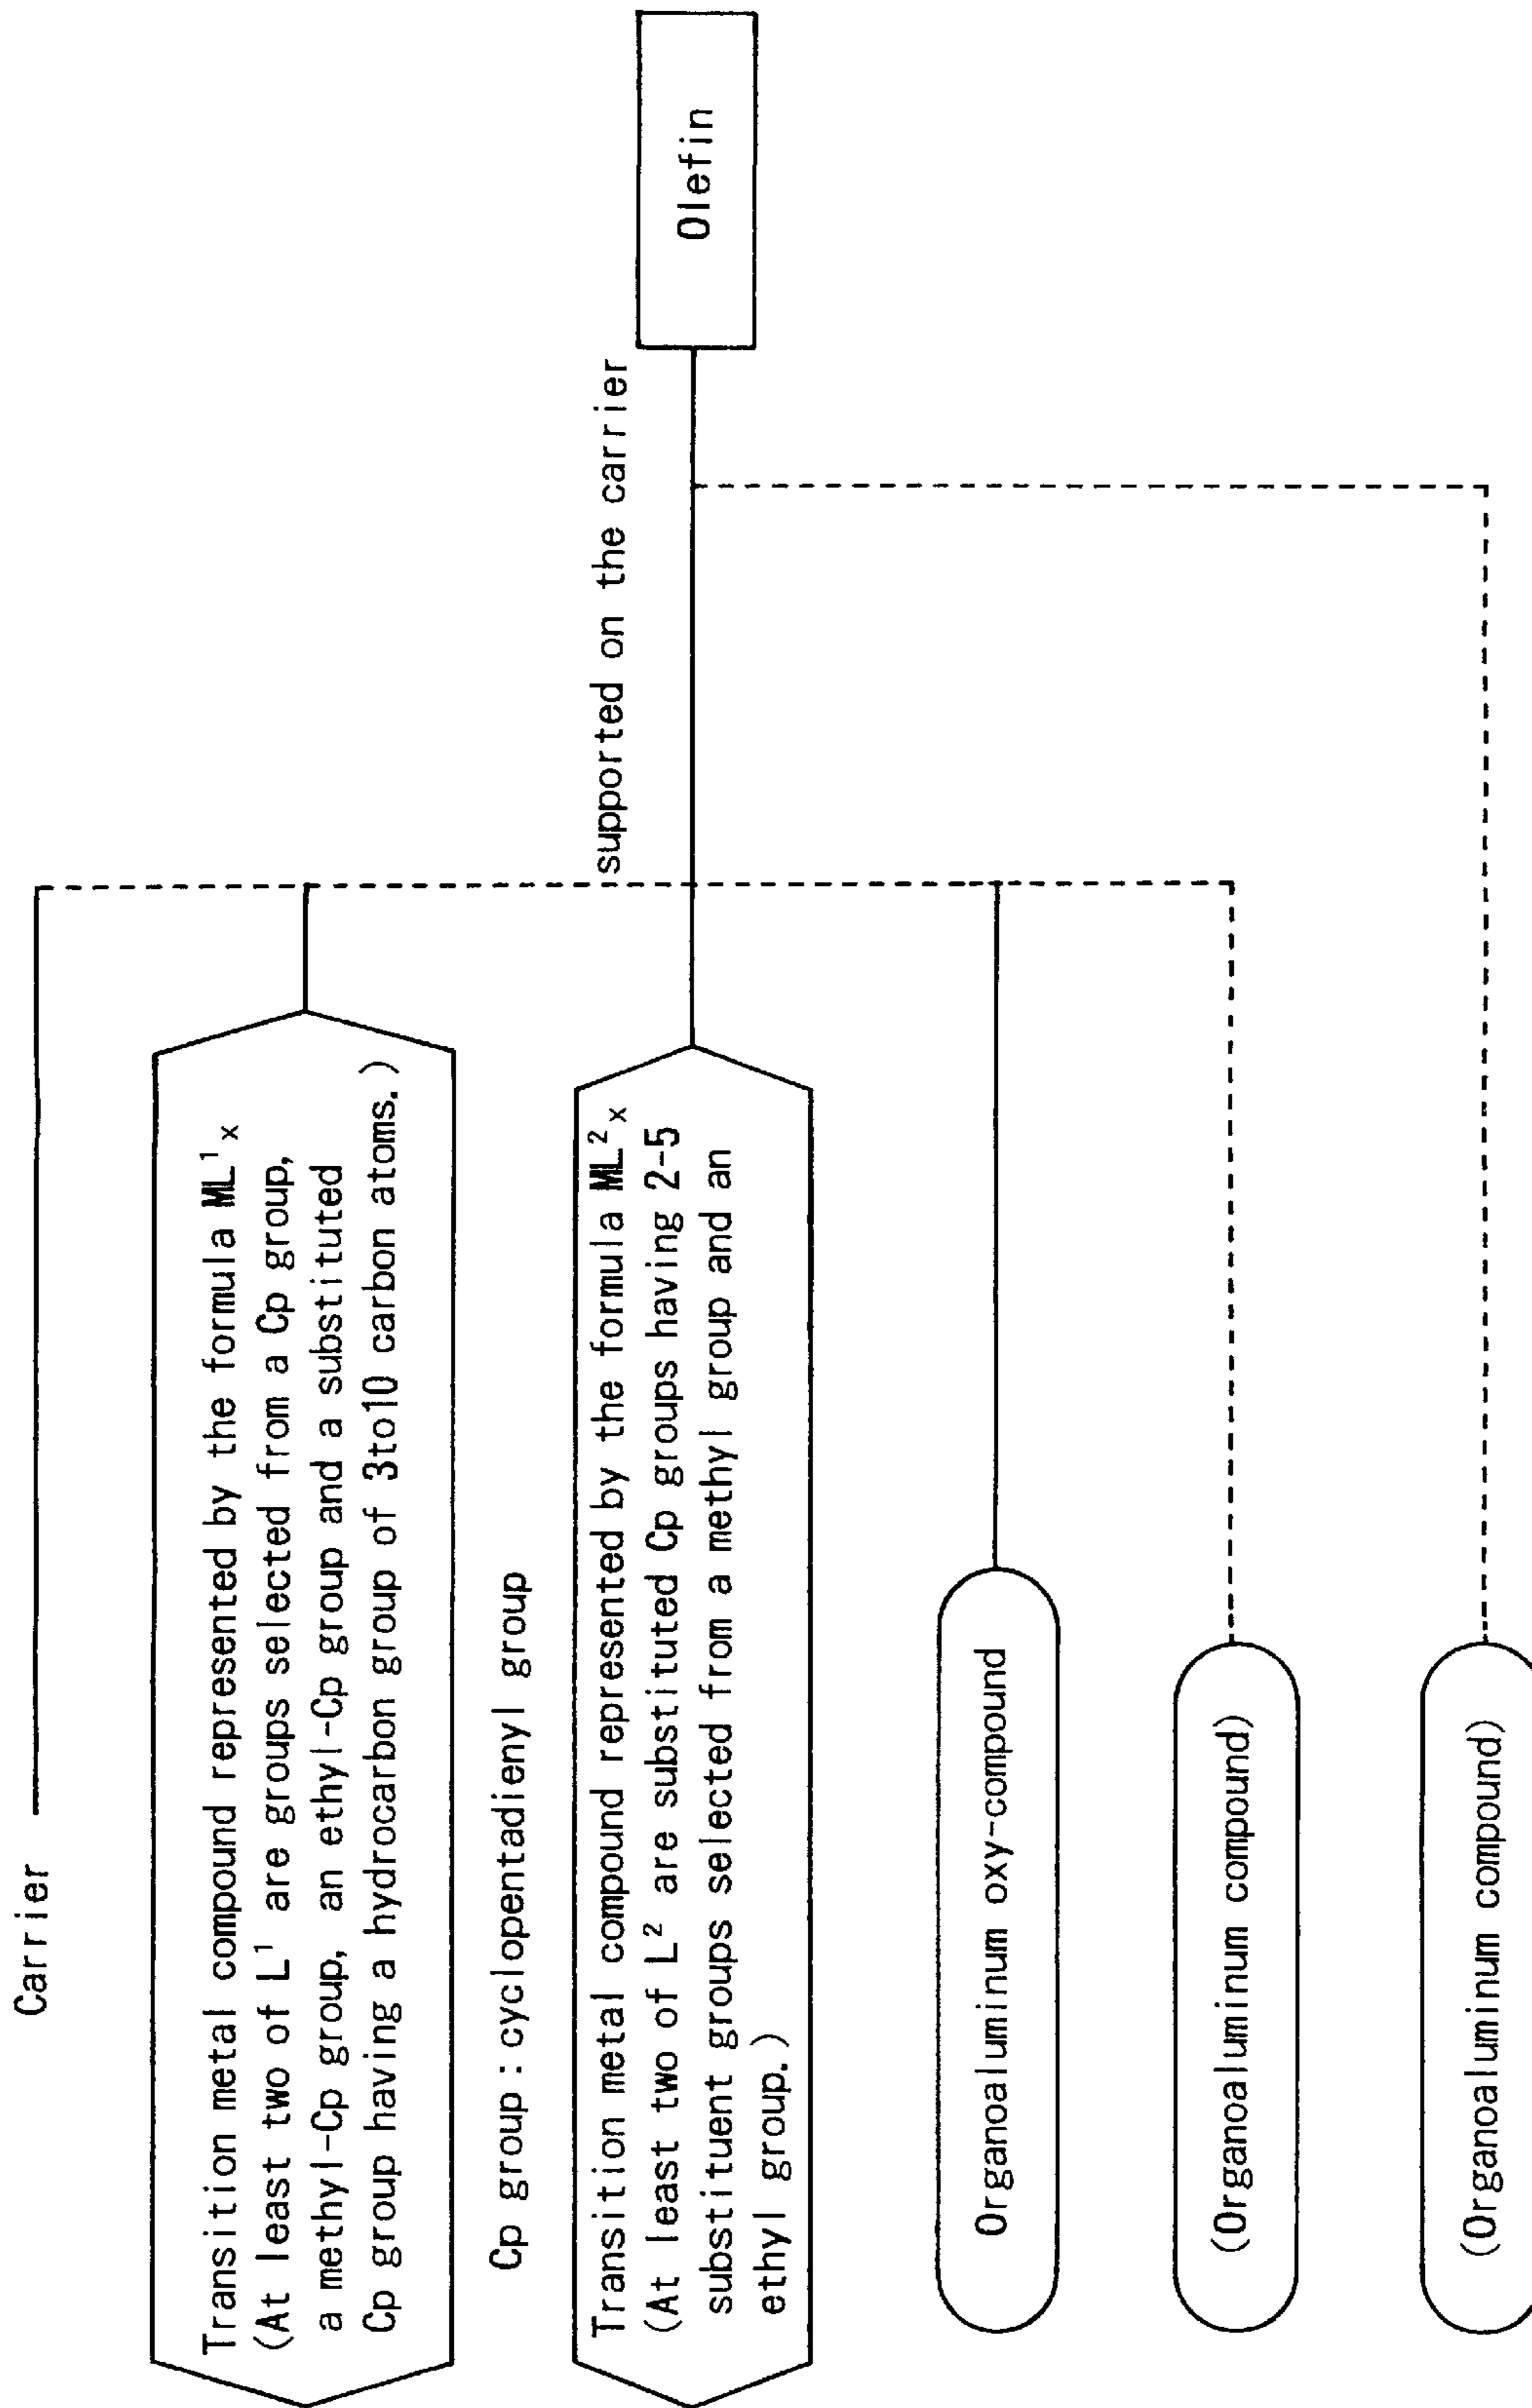 Carrier
Transition metal compound represented by the formula ML¹ₓ
(At least two of L¹ are groups selected from a Cp group,
a methyl-Cp group, an ethyl-Cp group and a substituted
Cp group having a hydrocarbon group of 3to10 carbon atoms.)
Cp group : cyclopentadienyl group
Transition metal compound represented by the formula ML²ₓ
(At least two of L² are substituted Cp groups having 2-5
substituent groups selected from a methyl group and an
ethyl group.)
supported on the carrier
Olefin
Organoaluminum oxy-compound
(Organoaluminum compound)
(Organoaluminum compound)